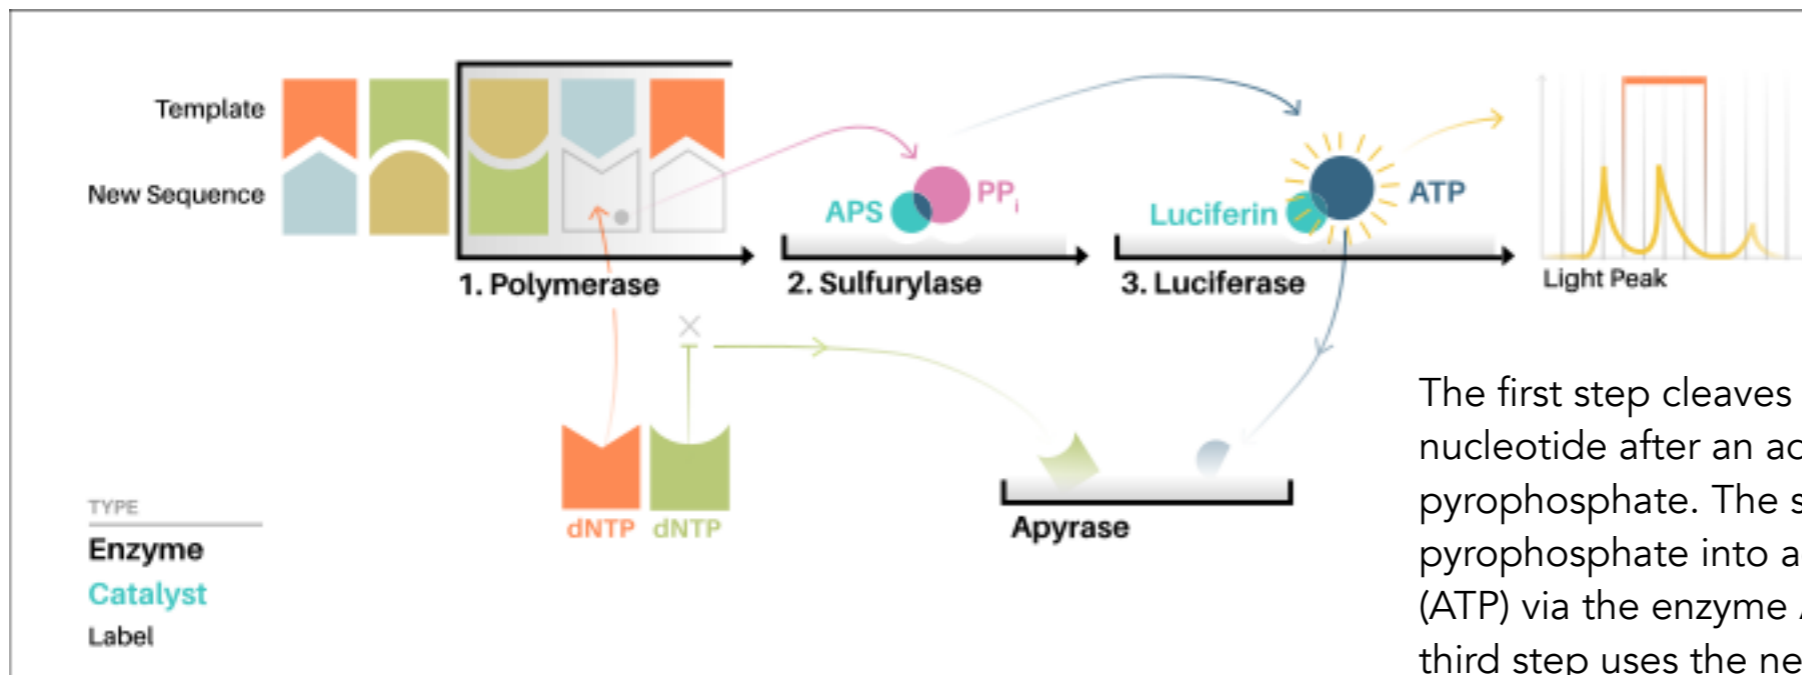 Template
New Sequence
APS
PPi
Luciferin
ATP
1. Polymerase
2. Sulfurylase
3. Luciferase
Light Peak
dNTP
dNTP
Apyrase
TYPE
Enzyme
Catalyst
Label
The first step cleaves
nucleotide after an
pyrophosphate. The
pyrophosphate into
(ATP) via the enzyme
third step uses the